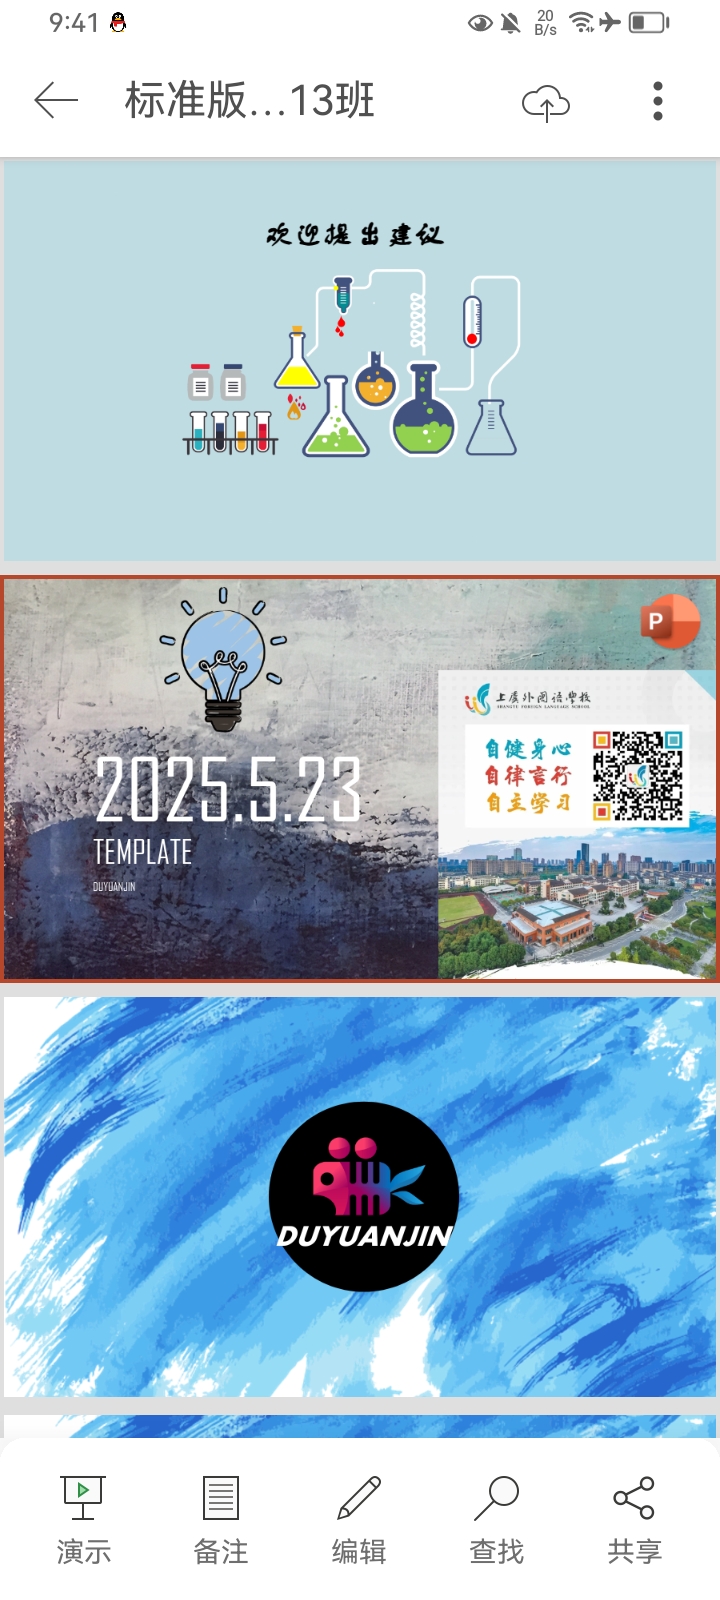 9:41
20
B/s
标准版...13班
欢迎提出建议
P
上虞外国语学校
SHANGYU FOREIGN LANGUAGE SCHOOL
自健身心
自律言行
自主学习
2025.5.23
TEMPLATE
DUYUANJIN
DUYUANJIN
演示
备注
编辑
查找
共享